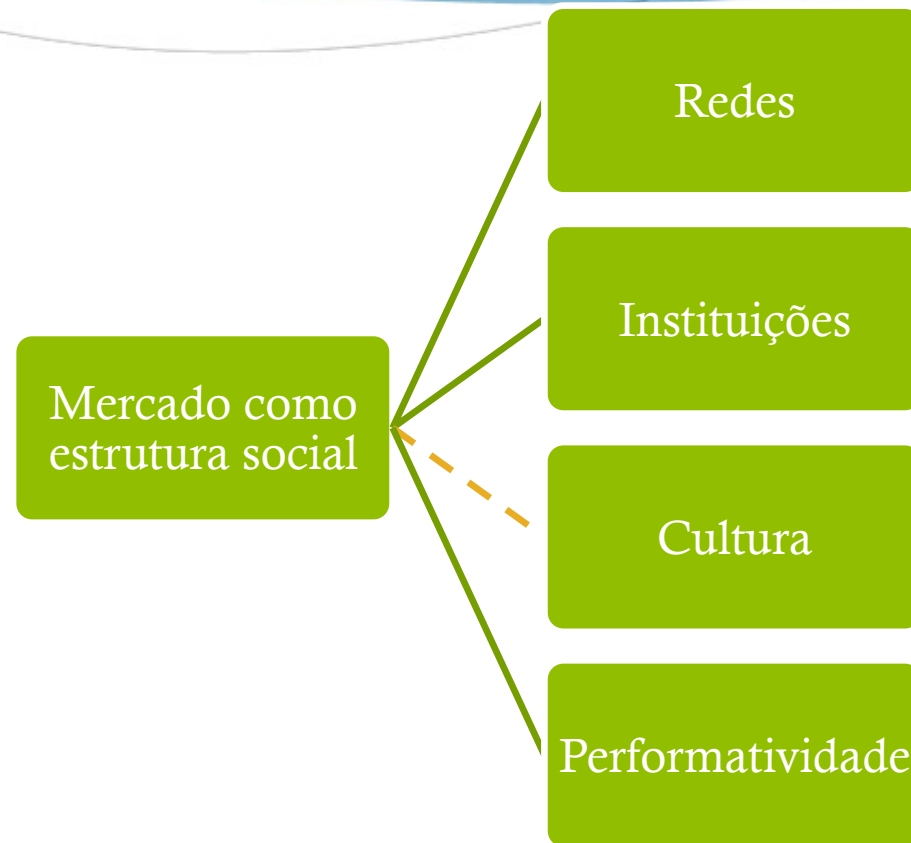 Redes
Instituições
Mercado como
estrutura social
Cultura
Performatividade